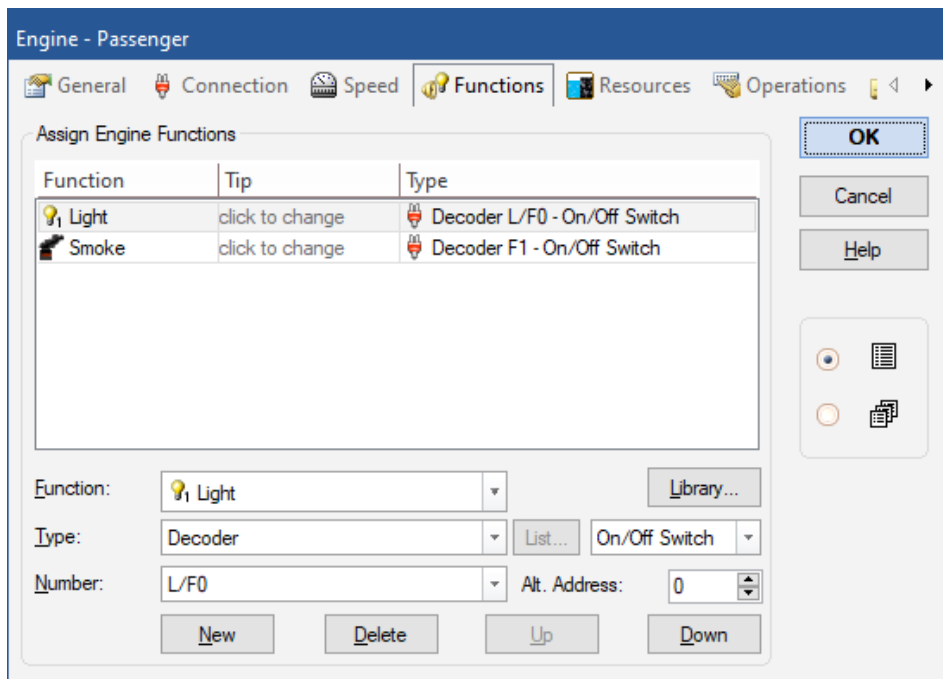 Engine - Passenger
General Connection Speed Functions Resources Operations
Assign Engine Functions
OK
Function Tip Type
Cancel
1 Light click to change Decoder L/F0 - On/Off Switch
Smoke click to change Decoder F1 - On/Off Switch
Help
Function: 1 Light Library...
Type: Decoder List... On/Off Switch
Number: L/F0 Alt. Address: 0
New Delete Up Down